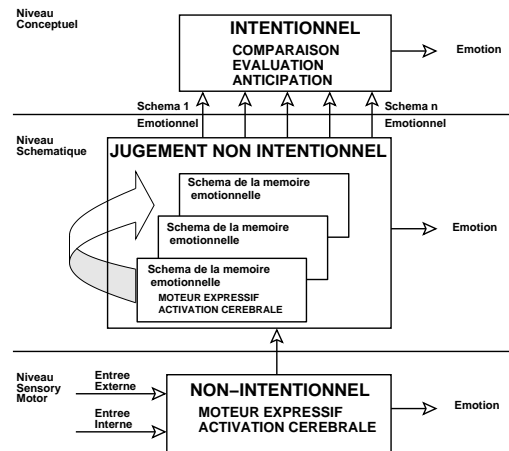 Niveau
Conceptuel
INTENTIONNEL
COMPARAISON
EVALUATION
ANTICIPATION
Emotion
Schema 1
Emotionnel
Schema n
Emotionnel
Niveau
Schematique
JUGEMENT NON INTENTIONNEL
Schema de la memoire
emotionnelle
Schema de la memoire
emotionnelle
Schema de la memoire
emotionnelle
MOTEUR EXPRESSIF
ACTIVATION CEREBRALE
Emotion
Niveau
Sensory
Motor
Entree
Externe
Entree
Interne
NON−INTENTIONNEL
MOTEUR EXPRESSIF
ACTIVATION CEREBRALE
Emotion